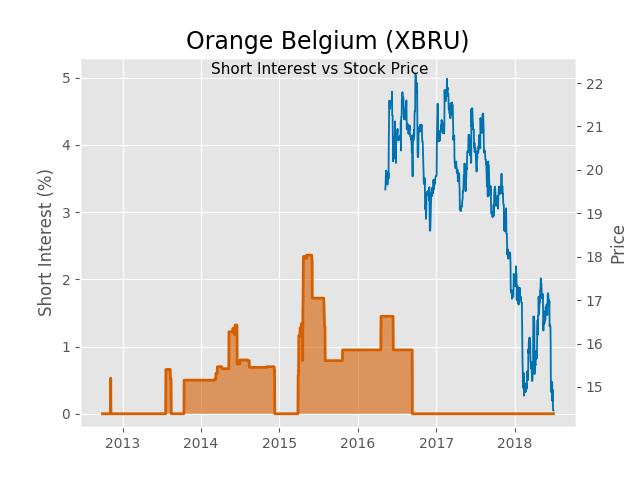 Orange Belgium (XBRU)
Short Interest vs Stock Price
Short Interest (%)
5
4
3
2
1
0
22
21
20
19
18
17
16
15
Price
2013 2014 2015 2016 2017 2018